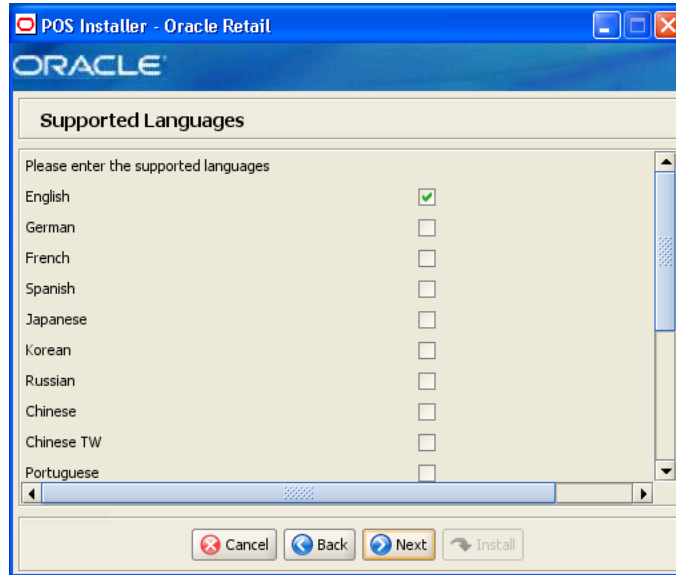 POS Installer - Oracle Retail
ORACLE
Supported Languages
Please enter the supported languages
English
German
French
Spanish
Japanese
Korean
Russian
Chinese
Chinese TW
Portuguese
Cancel Back Next Install